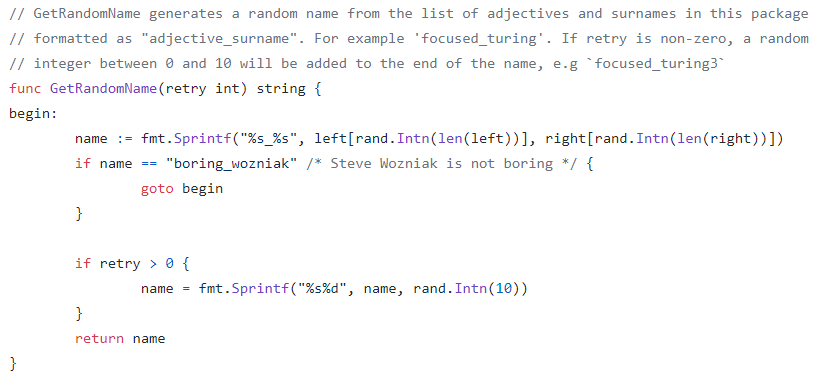 // GetRandomName generates a random name from the list of adjectives and surnames in this package
// formatted as "adjective_surname". For example 'focused_turing'. If retry is non-zero, a random
// integer between 0 and 10 will be added to the end of the name, e.g `focused_turing3`
func GetRandomName(retry int) string {
begin:
        name := fmt.Sprintf("%s_%s", left[rand.Intn(len(left))], right[rand.Intn(len(right))])
        if name == "boring_wozniak" /* Steve Wozniak is not boring */ {
                goto begin
        }

        if retry > 0 {
                name = fmt.Sprintf("%s%d", name, rand.Intn(10))
        }
        return name
}